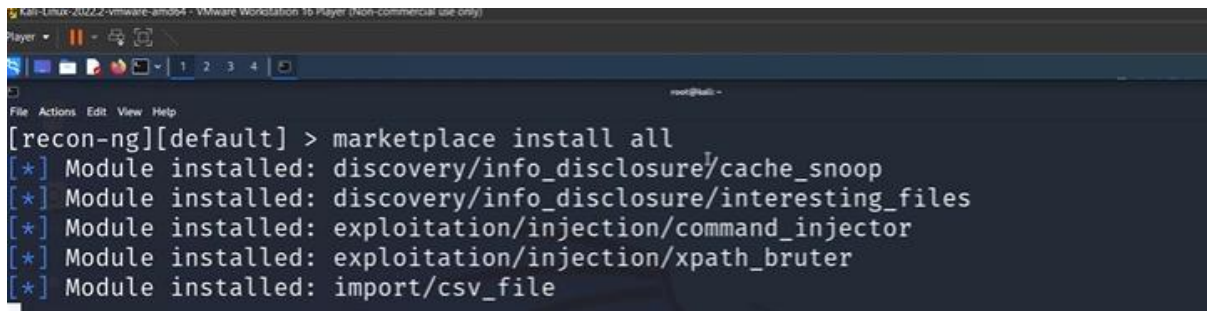 Kali-Linux-2022.2-vmware-amd64 - VMware Workstation 16 Player (Non-commercial use only)
Player
1 2 3 4
root@kali: ~
File Actions Edit View Help
[recon-ng][default] > marketplace install all
[*] Module installed: discovery/info_disclosure/cache_snoop
[*] Module installed: discovery/info_disclosure/interesting_files
[*] Module installed: exploitation/injection/command_injector
[*] Module installed: exploitation/injection/xpath_bruter
[*] Module installed: import/csv_file